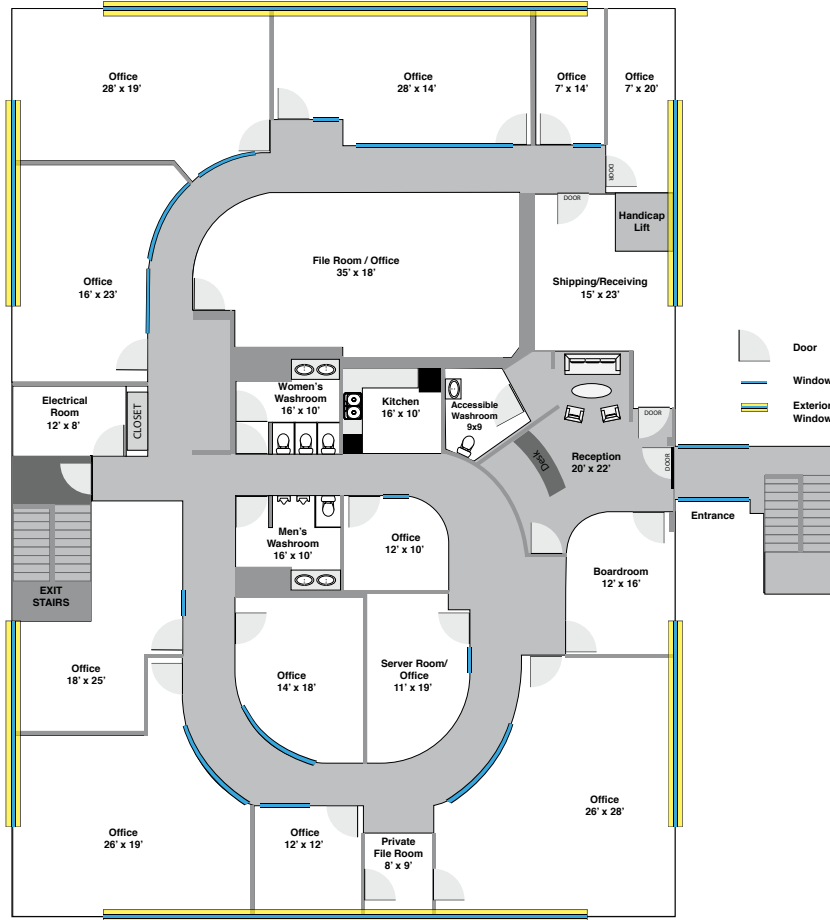 Office
28' x 19'
Office
28' x 14'
Office
7' x 14'
Office
7' x 20'
DOOR
DOOR
Handicap
Lift
File Room / Office
35' x 18'
Shipping/Receiving
15' x 23'
Office
16' x 23'
Door
Window
Exterior
Window
Electrical
Room
12' x 8'
CLOSET
Women's
Washroom
16' x 10'
Kitchen
16' x 10'
Accessible
Washroom
9x9
DOOR
DOOR
Desk
Reception
20' x 22'
Entrance
Men's
Washroom
16' x 10'
Office
12' x 10'
Boardroom
12' x 16'
EXIT
STAIRS
Office
18' x 25'
Office
14' x 18'
Server Room/
Office
11' x 19'
Office
26' x 28'
Office
26' x 19'
Office
12' x 12'
Private
File Room
8' x 9'